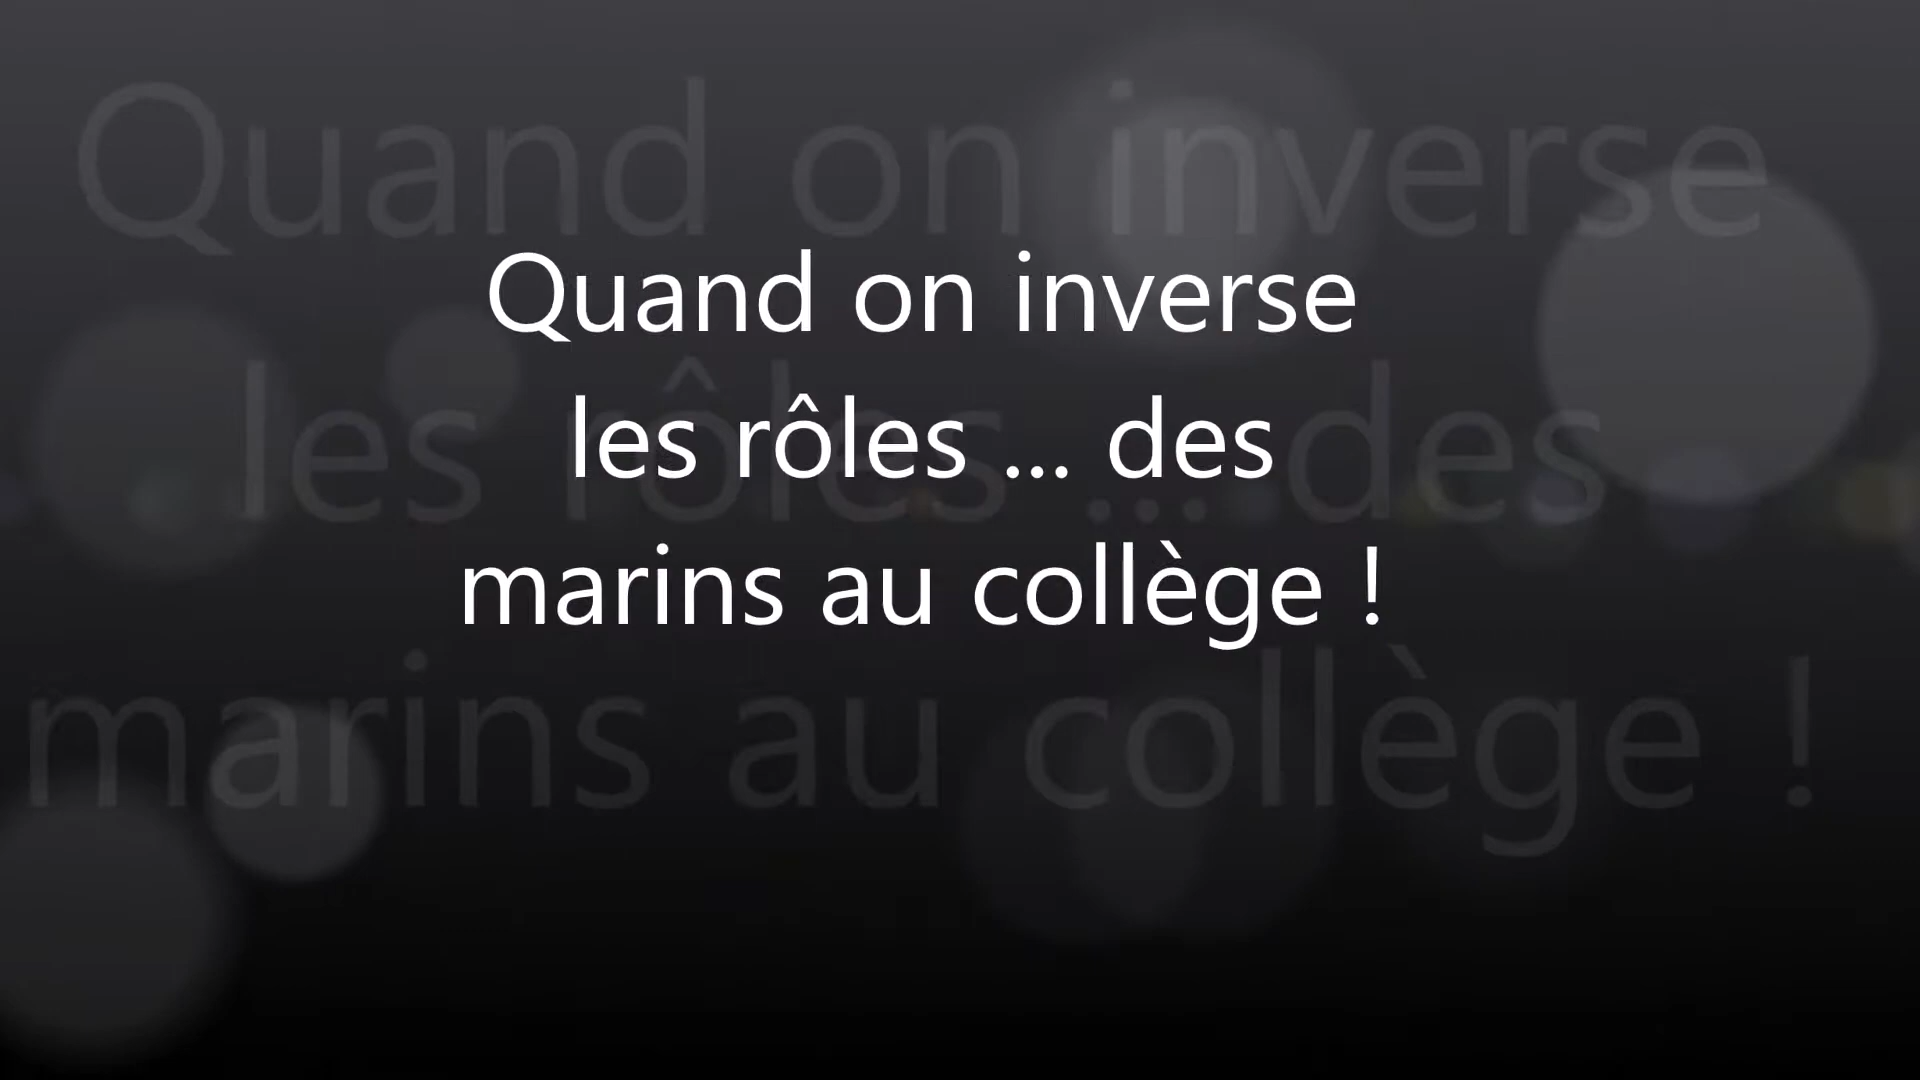 Quand on inverse
les rôles ... des
marins au collège !